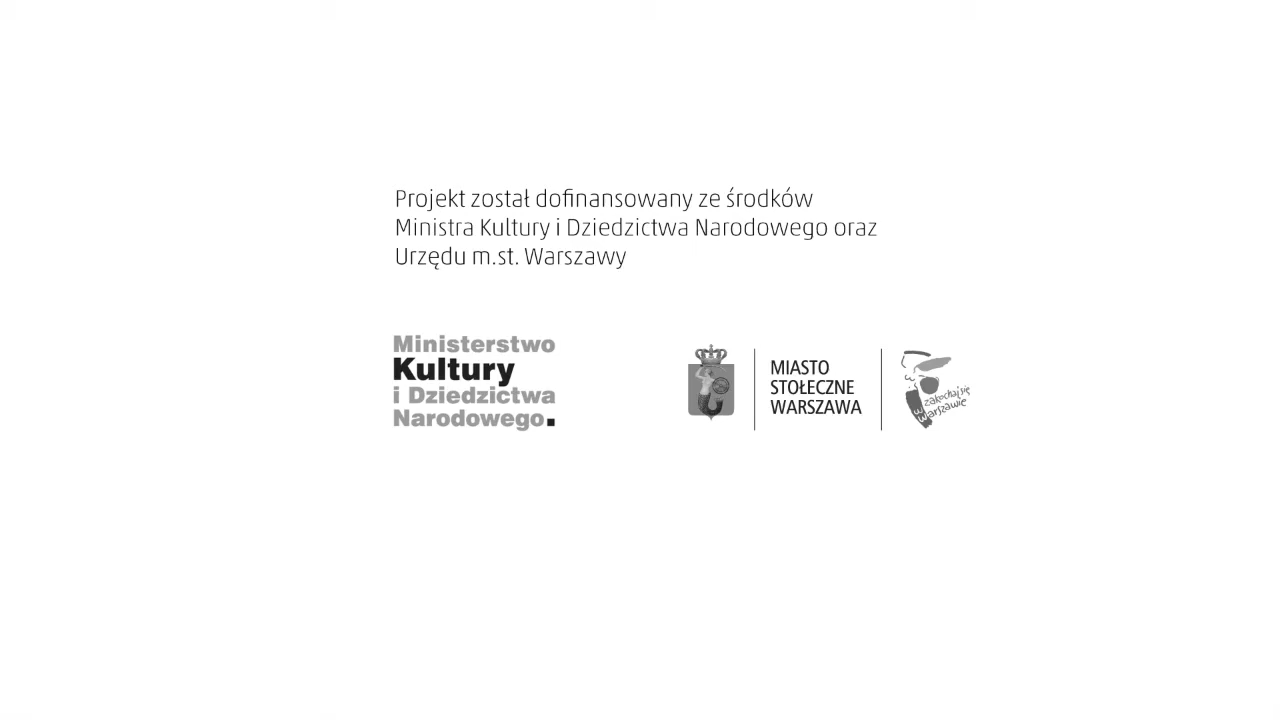 Projekt został dofinansowany ze środków
Ministra Kultury i Dziedzictwa Narodowego oraz
Urzędu m.st. Warszawy
Ministerstwo
Kultury
i Dziedzictwa
Narodowego.
MIASTO
STOŁECZNE
WARSZAWA
zakochaj się
w warszawie